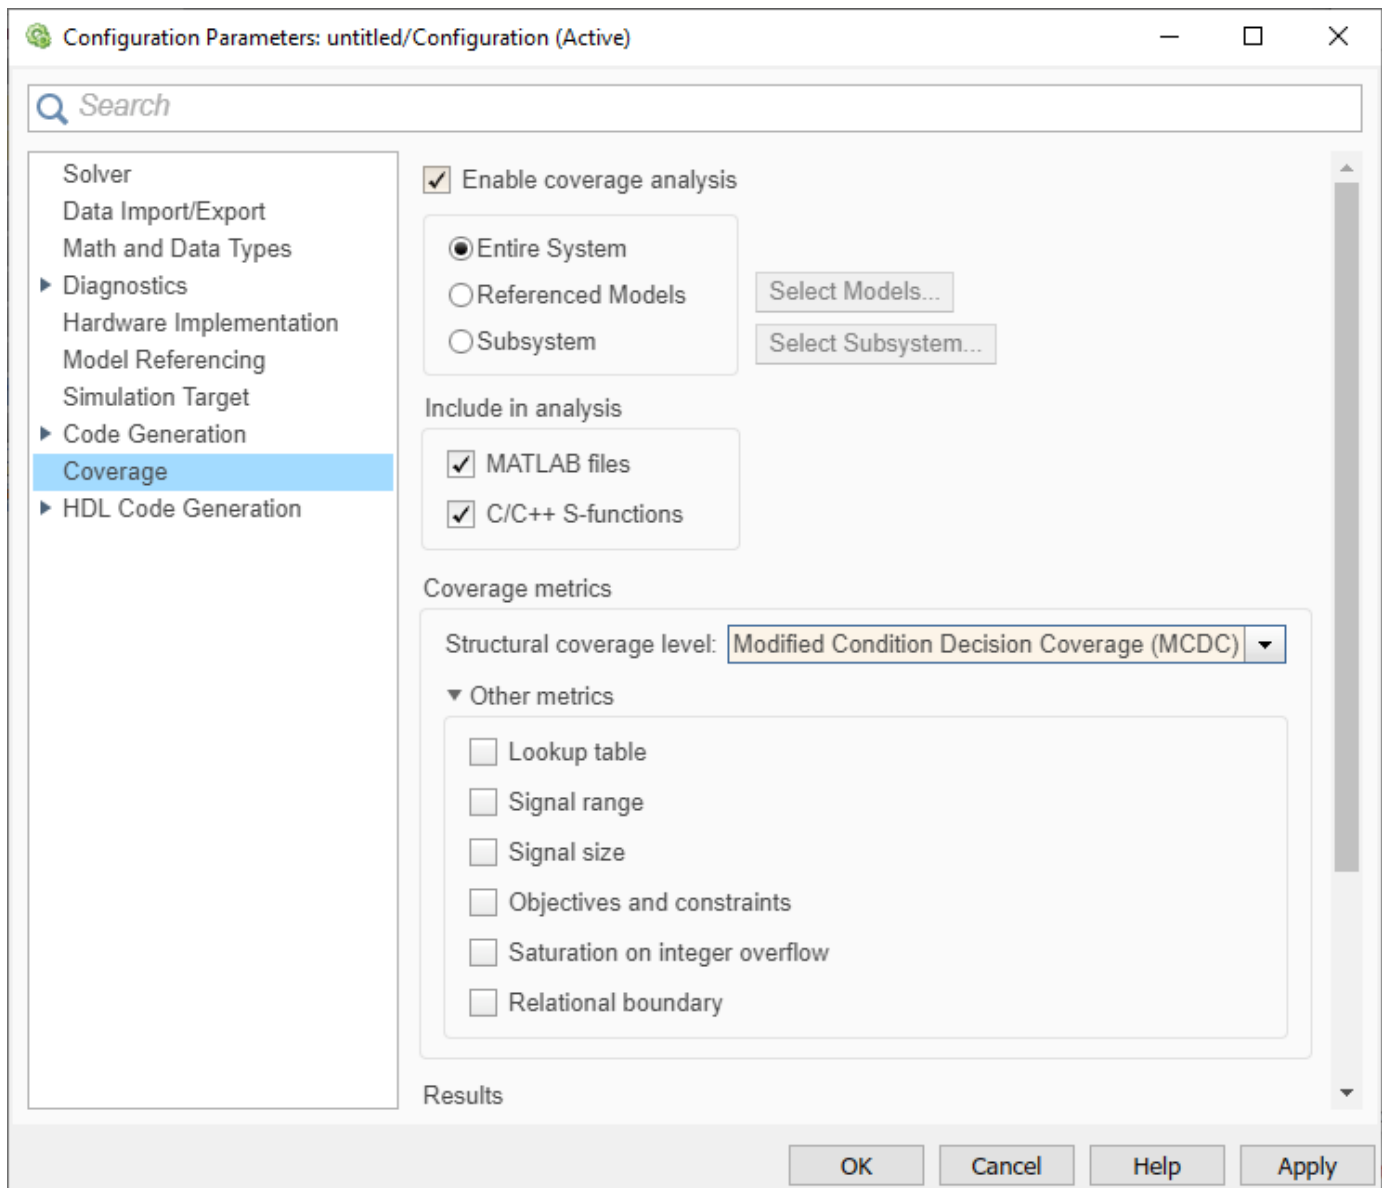 Configuration Parameters: untitled/Configuration (Active)
Search
Solver
Data Import/Export
Math and Data Types
Diagnostics
Hardware Implementation
Model Referencing
Simulation Target
Code Generation
Coverage
HDL Code Generation
Enable coverage analysis
Entire System
Referenced Models
Select Models...
Subsystem
Select Subsystem...
Include in analysis
MATLAB files
C/C++ S-functions
Coverage metrics
Structural coverage level: Modified Condition Decision Coverage (MCDC)
Other metrics
Lookup table
Signal range
Signal size
Objectives and constraints
Saturation on integer overflow
Relational boundary
Results
OK Cancel Help Apply